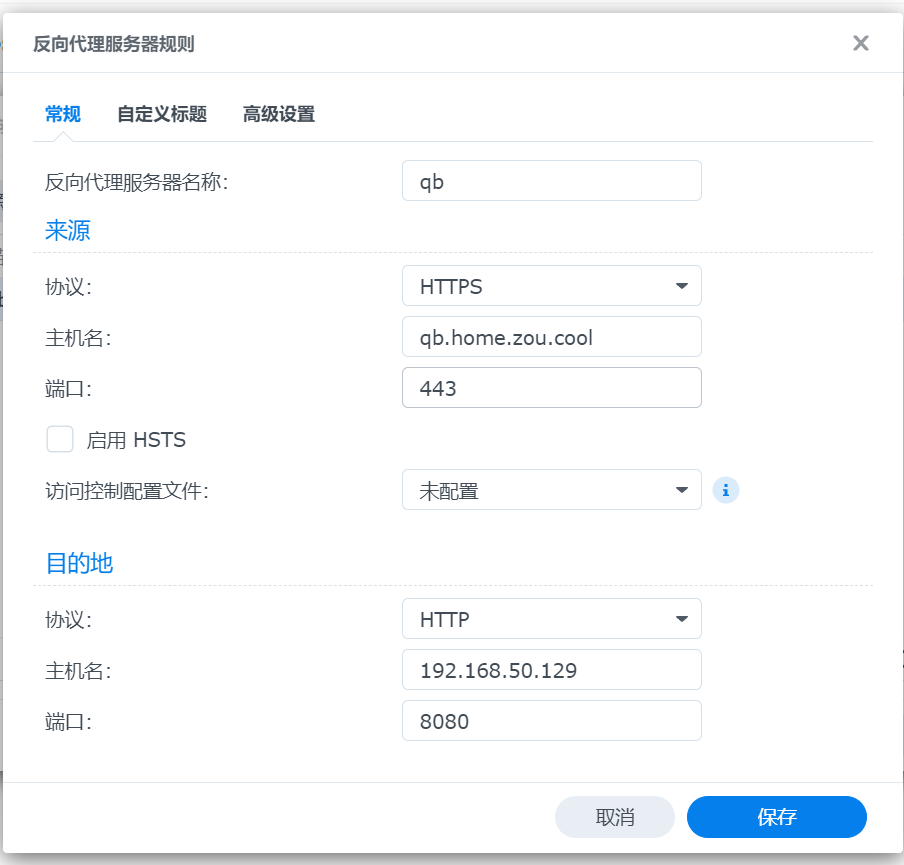 反向代理服务器规则
常规 自定义标题 高级设置
反向代理服务器名称： qb
来源
协议： HTTPS
主机名： qb.home.zou.cool
端口： 443
启用 HSTS
访问控制配置文件： 未配置
目的地
协议： HTTP
主机名： 192.168.50.129
端口： 8080
取消 保存